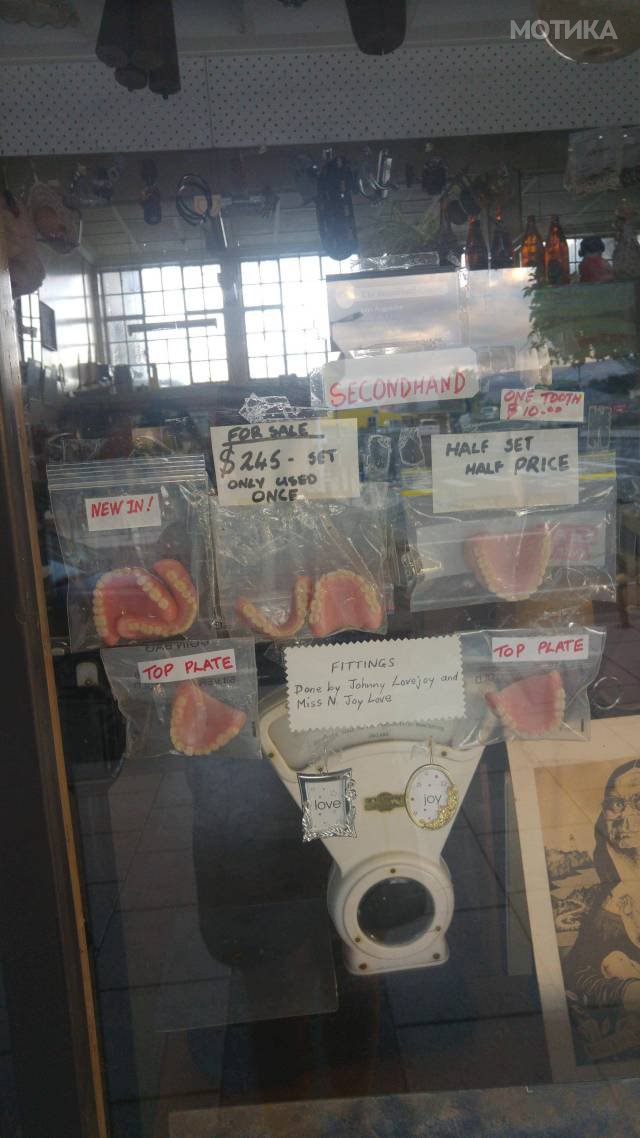 МОТИКА
SECONDHAND
ONE TOOTH
$10.00
FOR SALE
$245- SET
ONLY USED
ONCE
HALF SET
HALF PRICE
NEW IN!
TOP PLATE
TOP PLATE
FITTINGS
Done by Johnny Lovejoy and
Miss N Joy Love
love
joy